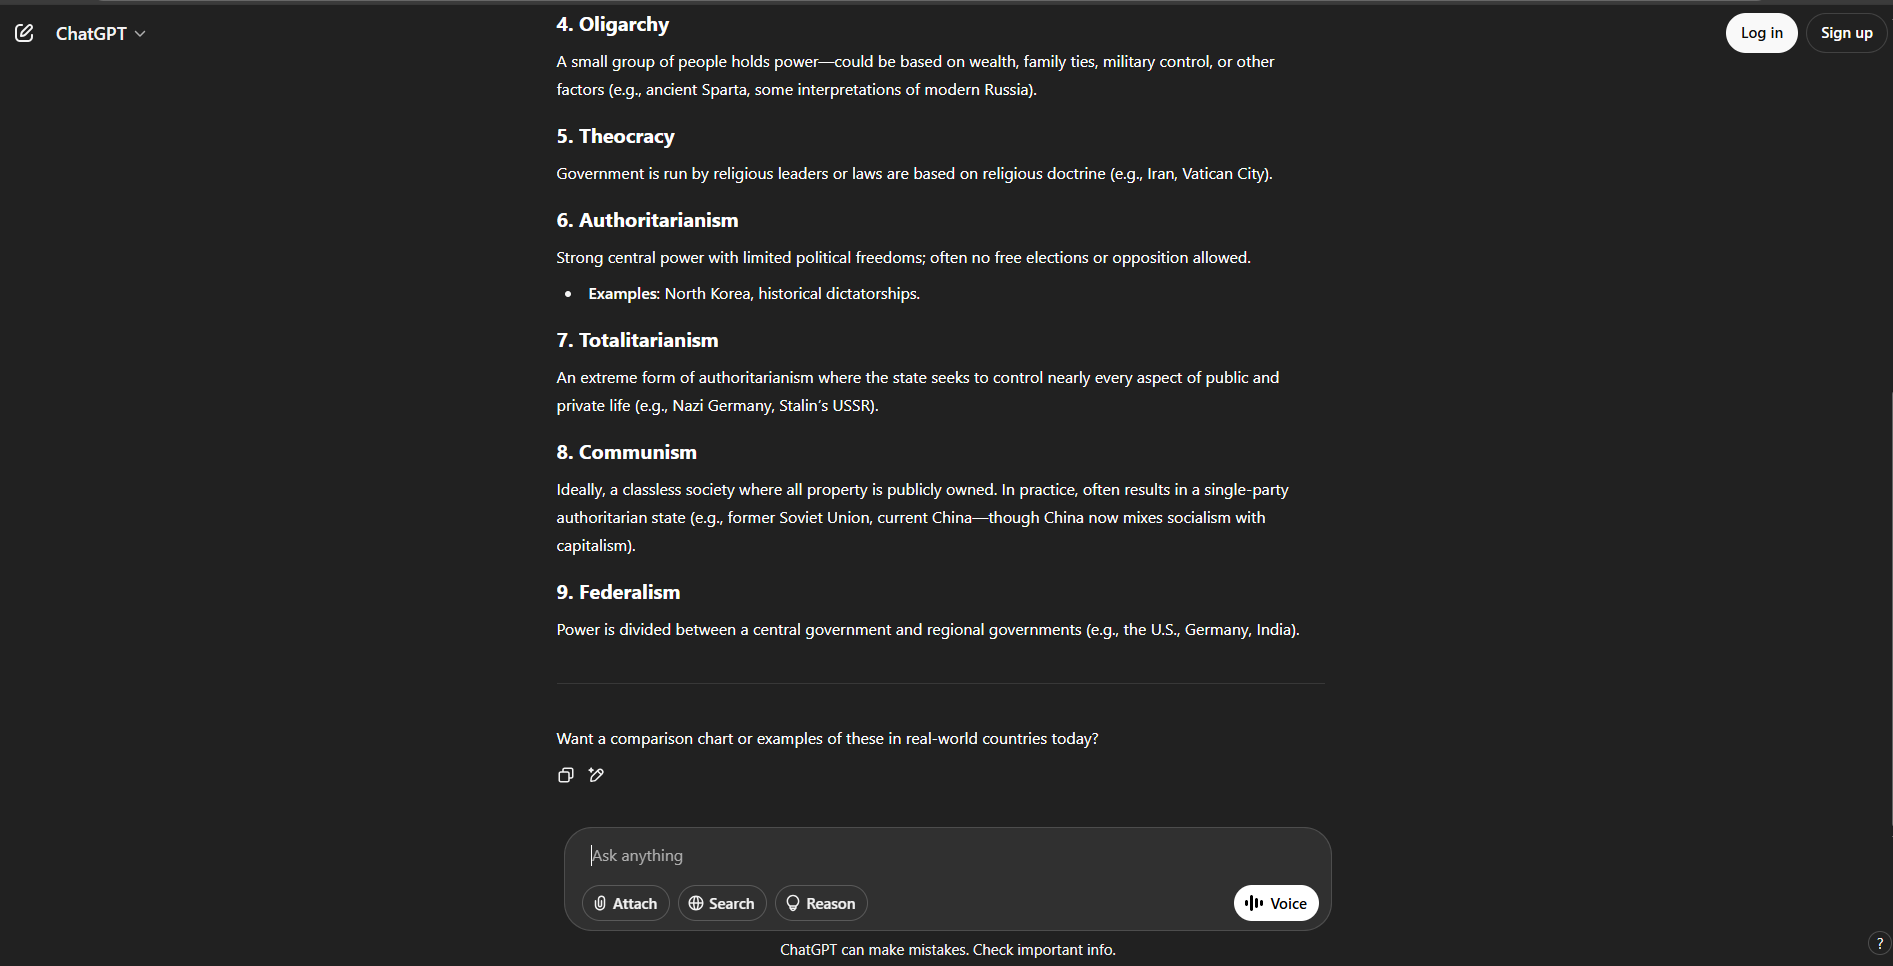 ChatGPT
Log in
Sign up
4. Oligarchy
A small group of people holds power—could be based on wealth, family ties, military control, or other
factors (e.g., ancient Sparta, some interpretations of modern Russia).
5. Theocracy
Government is run by religious leaders or laws are based on religious doctrine (e.g., Iran, Vatican City).
6. Authoritarianism
Strong central power with limited political freedoms; often no free elections or opposition allowed.
• Examples: North Korea, historical dictatorships.
7. Totalitarianism
An extreme form of authoritarianism where the state seeks to control nearly every aspect of public and
private life (e.g., Nazi Germany, Stalin’s USSR).
8. Communism
Ideally, a classless society where all property is publicly owned. In practice, often results in a single-party
authoritarian state (e.g., former Soviet Union, current China—though China now mixes socialism with
capitalism).
9. Federalism
Power is divided between a central government and regional governments (e.g., the U.S., Germany, India).
Want a comparison chart or examples of these in real-world countries today?
Ask anything
Attach
Search
Reason
Voice
ChatGPT can make mistakes. Check important info.
?